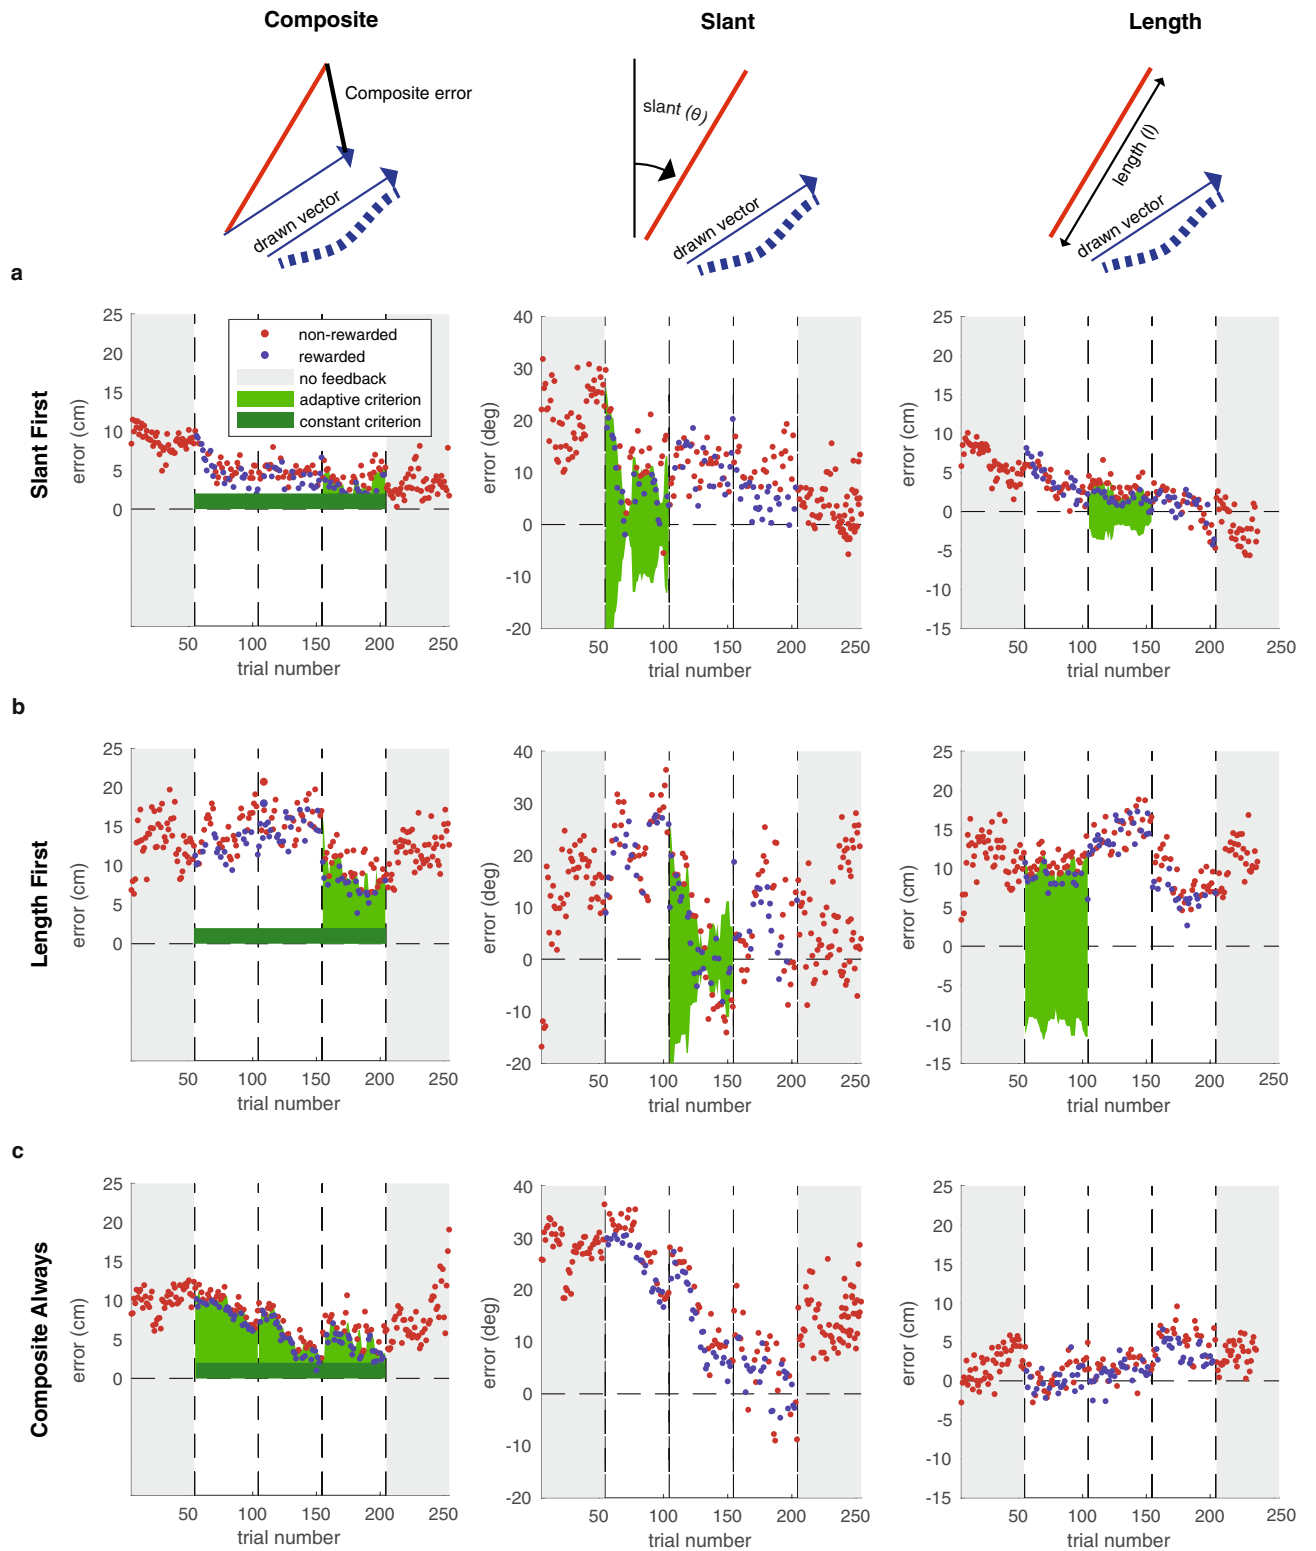 Composite
Slant
Length
Composite error
drawn vector
slant (θ)
drawn vector
length (l)
drawn vector
a
Slant First
25
20
15
10
5
0
error (cm)
50
100
150
200
250
trial number
non-rewarded
rewarded
no feedback
adaptive criterion
constant criterion
40
30
20
10
0
-10
-20
error (deg)
50
100
150
200
250
trial number
25
20
15
10
5
0
-5
-10
-15
error (cm)
50
100
150
200
250
trial number
b
Length First
25
20
15
10
5
0
error (cm)
50
100
150
200
250
trial number
40
30
20
10
0
-10
-20
error (deg)
50
100
150
200
250
trial number
25
20
15
10
5
0
-5
-10
-15
error (cm)
50
100
150
200
250
trial number
c
Composite Always
25
20
15
10
5
0
error (cm)
50
100
150
200
250
trial number
40
30
20
10
0
-10
-20
error (deg)
50
100
150
200
250
trial number
25
20
15
10
5
0
-5
-10
-15
error (cm)
50
100
150
200
250
trial number